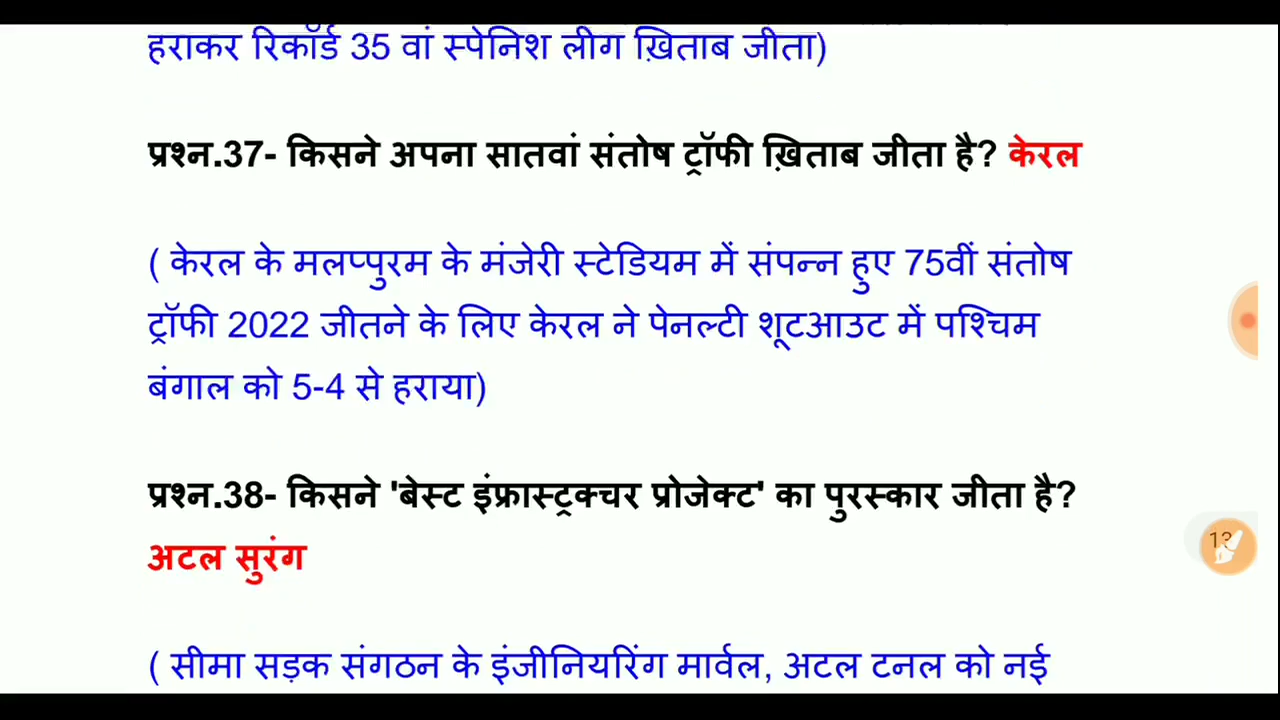 हराकर रिकॉर्ड 35 वां स्पेनिश लीग ख़िताब जीता)
प्रश्न.37- किसने अपना सातवां संतोष ट्रॉफी ख़िताब जीता है? केरल
( केरल के मलप्पुरम के मंजेरी स्टेडियम में संपन्न हुए 75वीं संतोष
ट्रॉफी 2022 जीतने के लिए केरल ने पेनल्टी शूटआउट में पश्चिम
बंगाल को 5-4 से हराया)
प्रश्न.38- किसने 'बेस्ट इंफ्रास्ट्रक्चर प्रोजेक्ट' का पुरस्कार जीता है?
अटल सुरंग
( सीमा सड़क संगठन के इंजीनियरिंग मार्वल, अटल टनल को नई